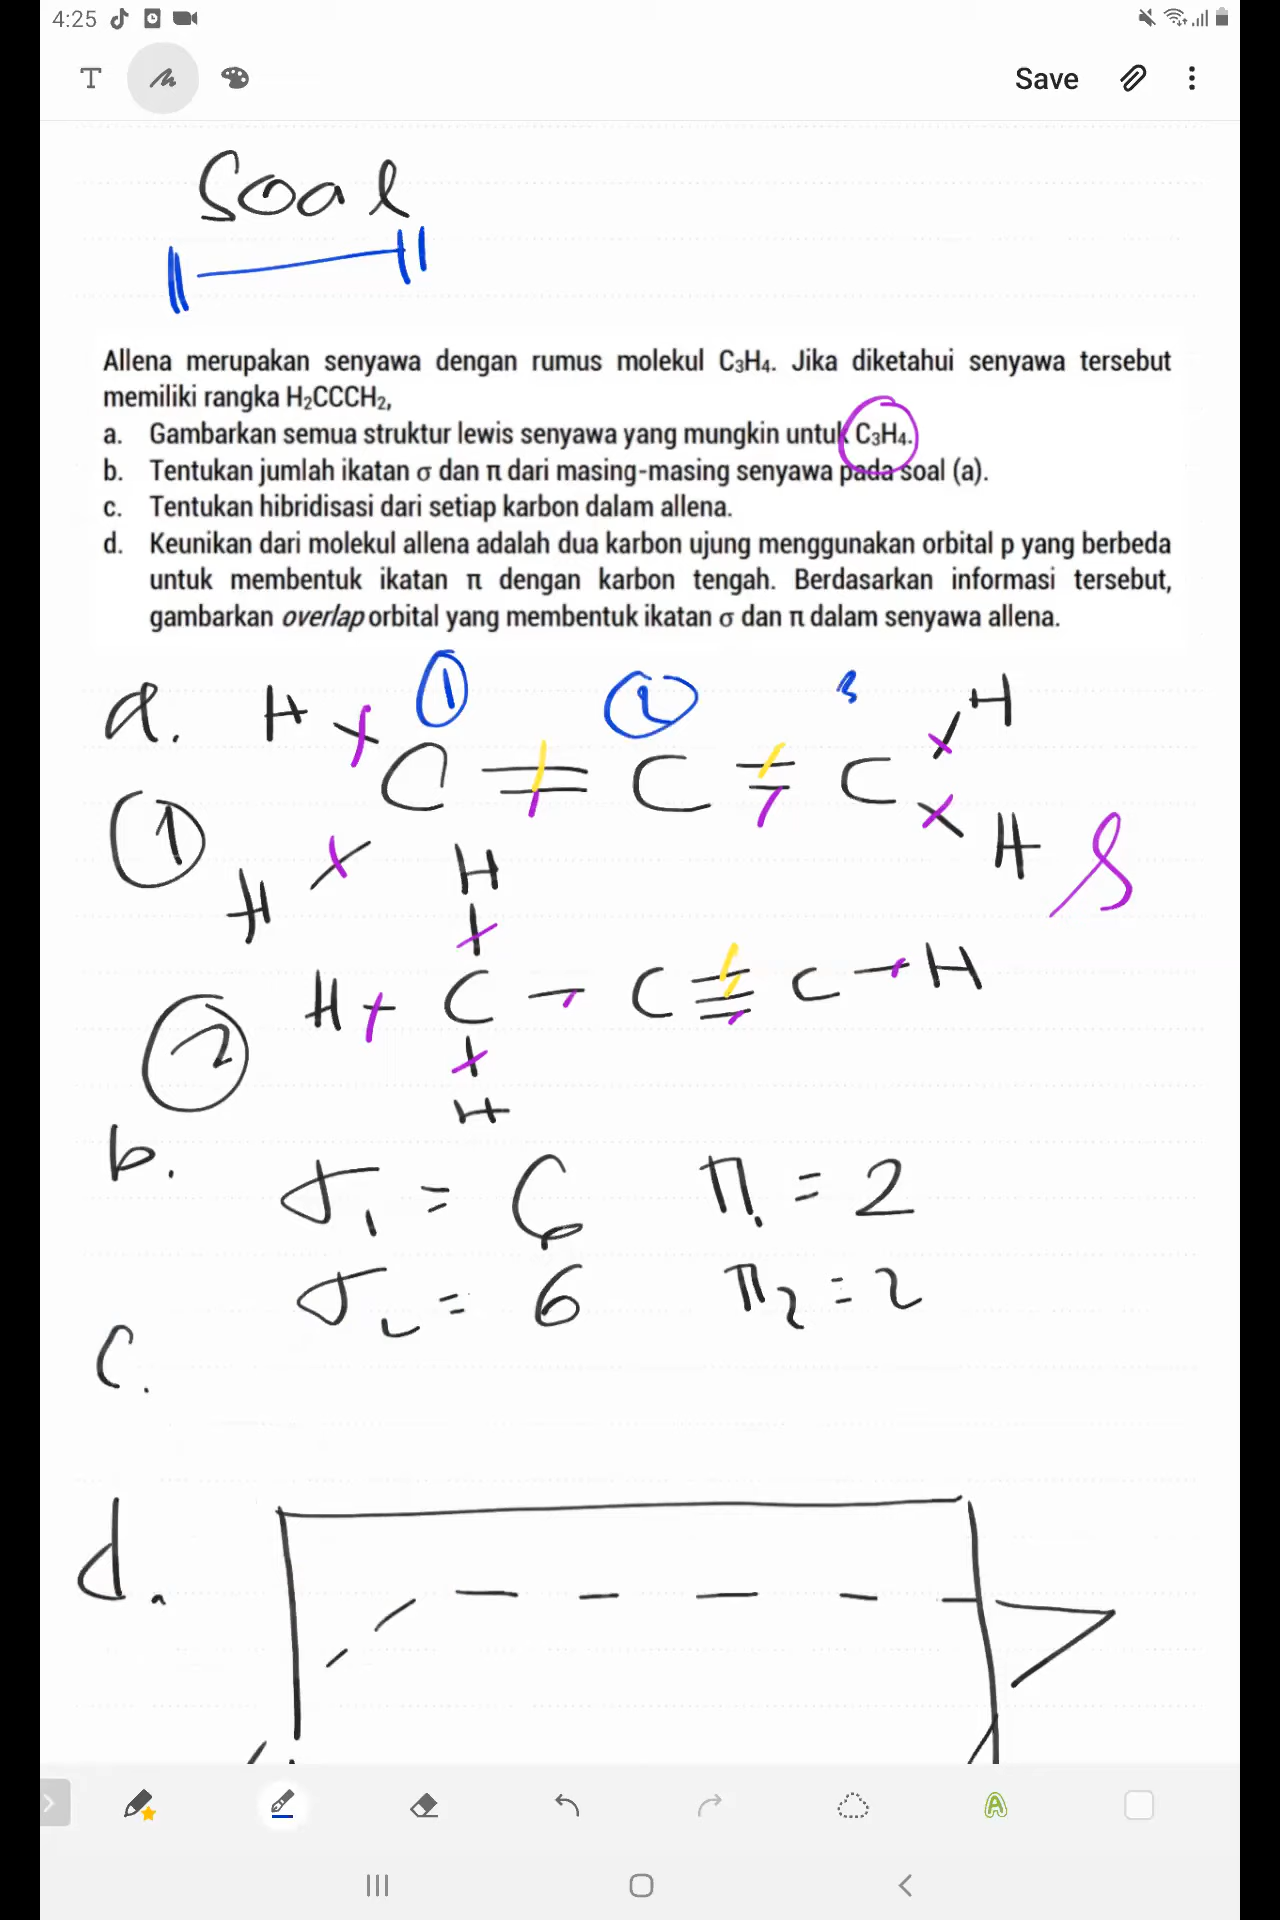 4:25
T Save
Soal
Allena merupakan senyawa dengan rumus molekul C₃H₄. Jika diketahui senyawa tersebut
memiliki rangka H₂CCCH₂,
a. Gambarkan semua struktur lewis senyawa yang mungkin untuk C₃H₄.
b. Tentukan jumlah ikatan σ dan π dari masing-masing senyawa pada soal (a).
c. Tentukan hibridisasi dari setiap karbon dalam allena.
d. Keunikan dari molekul allena adalah dua karbon ujung menggunakan orbital p yang berbeda
untuk membentuk ikatan π dengan karbon tengah. Berdasarkan informasi tersebut,
gambarkan overlap orbital yang membentuk ikatan σ dan π dalam senyawa allena.
a. H 1 2 3 H
C = C = C
1 H H H
H - C - C ≡ C - H
2 H
b. σ₁ = 6 π₁ = 2
σ₂ = 6 π₂ = 2
c.
d.
A